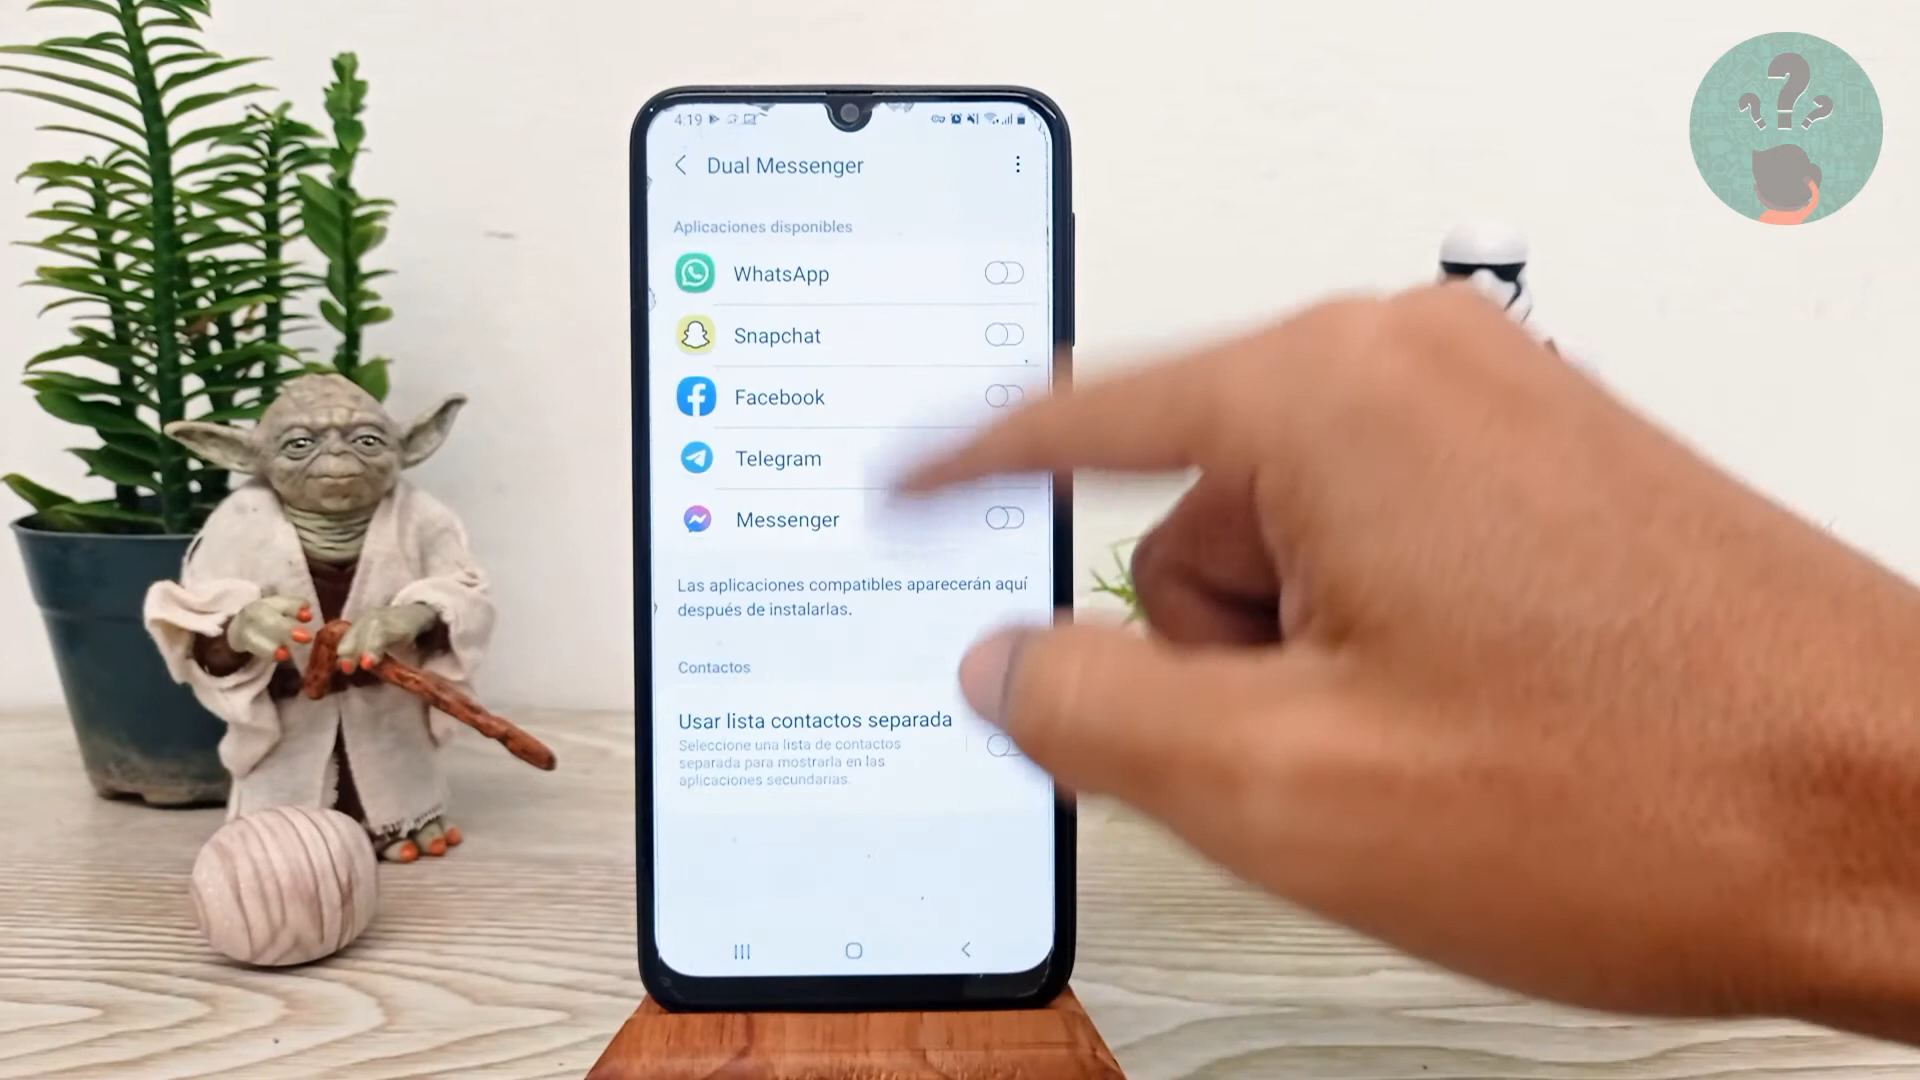 4:19
Dual Messenger
Aplicaciones disponibles
WhatsApp
Snapchat
Facebook
Telegram
Messenger
Las aplicaciones compatibles aparecerán aquí
después de instalarlas.
Contactos
Usar lista contactos separada
Seleccione una lista de contactos
separada para mostrarla en las
aplicaciones secundarias.